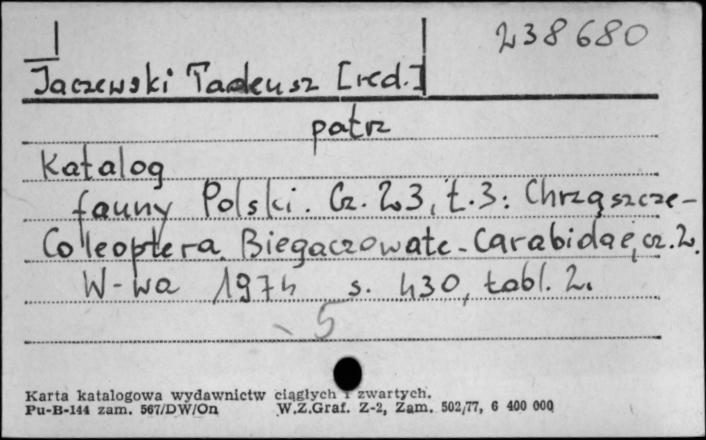 238680
Jaczewski Tadeusz [red.]
patrz
Katalog
fauny Polski. Cz. 23, t.3: Chrząszcze-
Coleoptera. Biegaczowate-Carabidae, cz.2.
W-wa 1974 s. 430, tabl. 2.
5
Karta katalogowa wydawnictw ciągłych i zwartych.
Pu-B-144 zam. 567/DW/On W.Z.Graf. Z-2, Zam. 502/77, 6 400 000